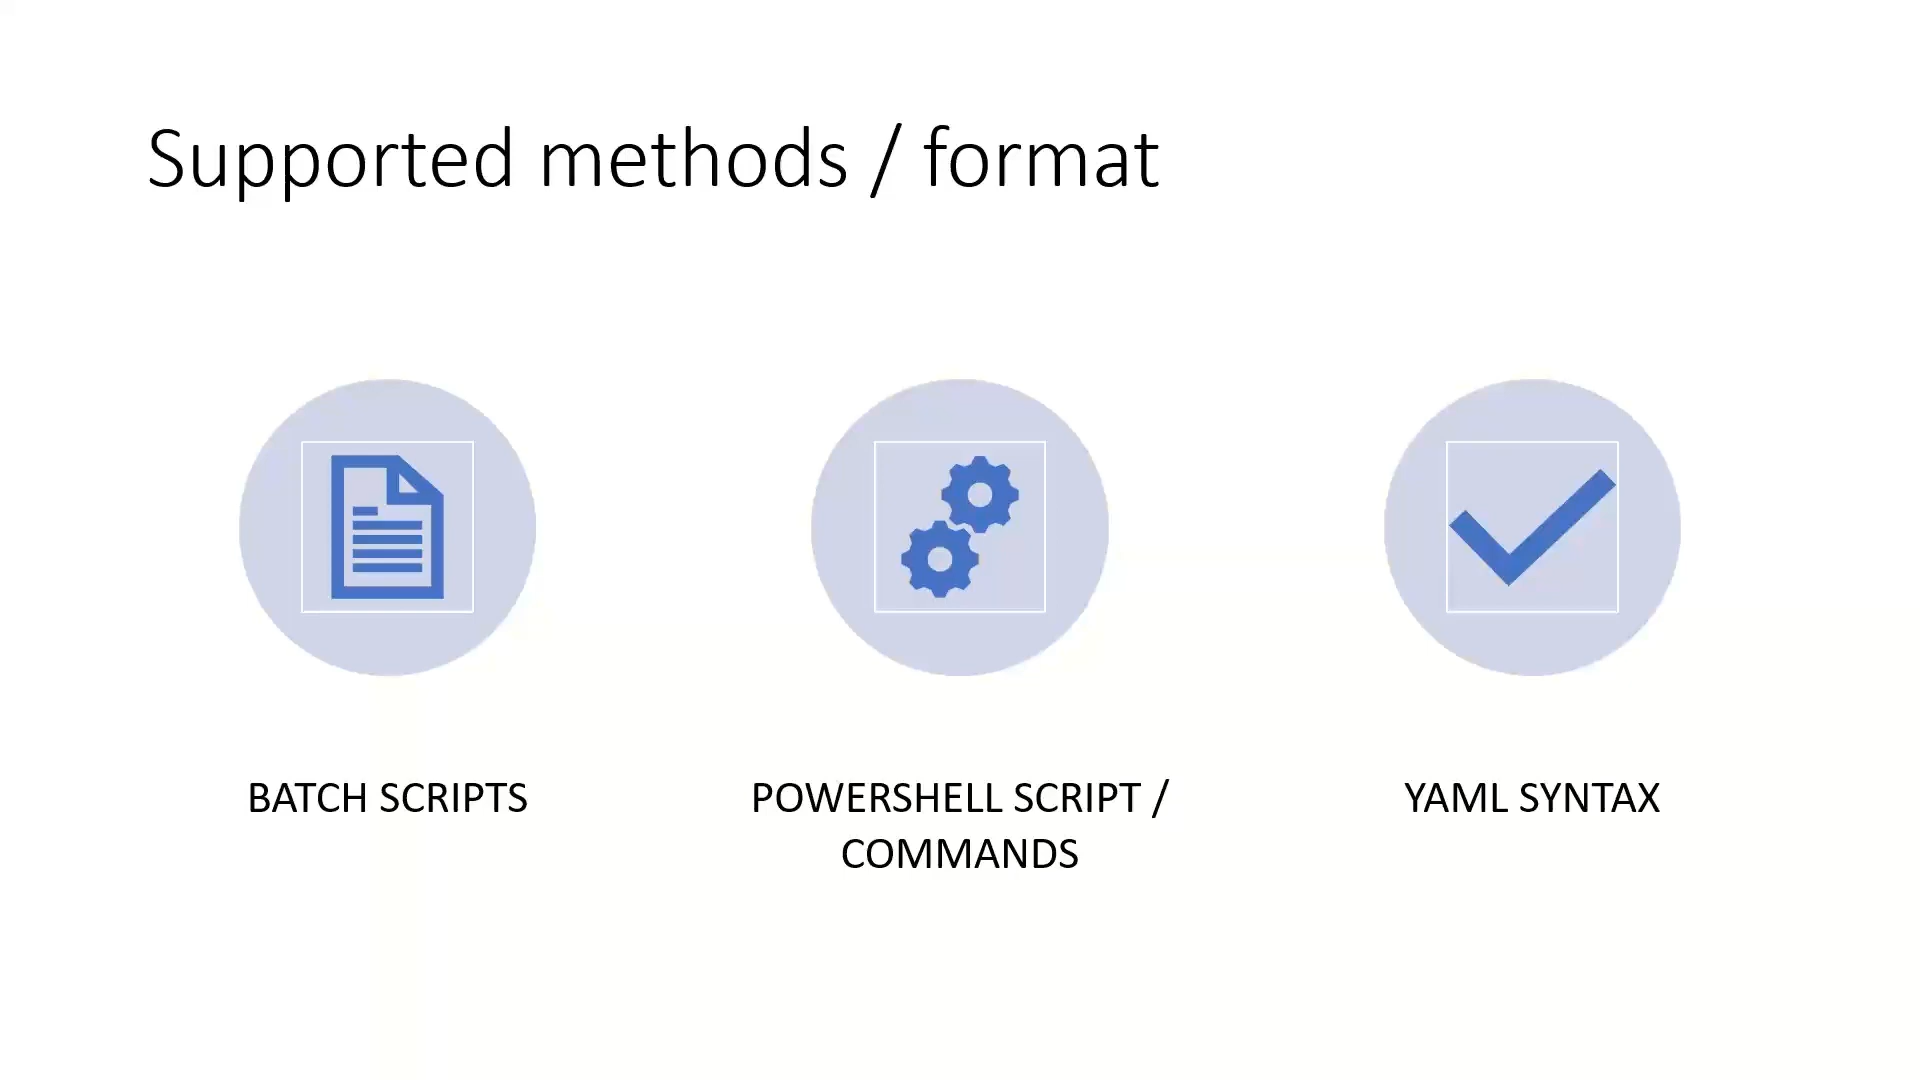 Supported methods / format
BATCH SCRIPTS
POWERSHELL SCRIPT /
COMMANDS
YAML SYNTAX